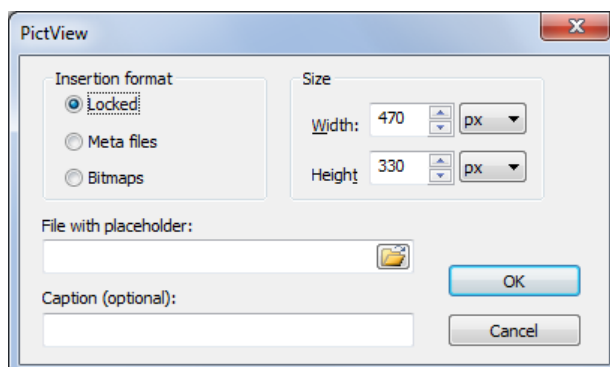 PictView
Insertion format
Locked
Meta files
Bitmaps
Size
Width: 470 px
Height 330 px
File with placeholder:
OK
Caption (optional):
Cancel